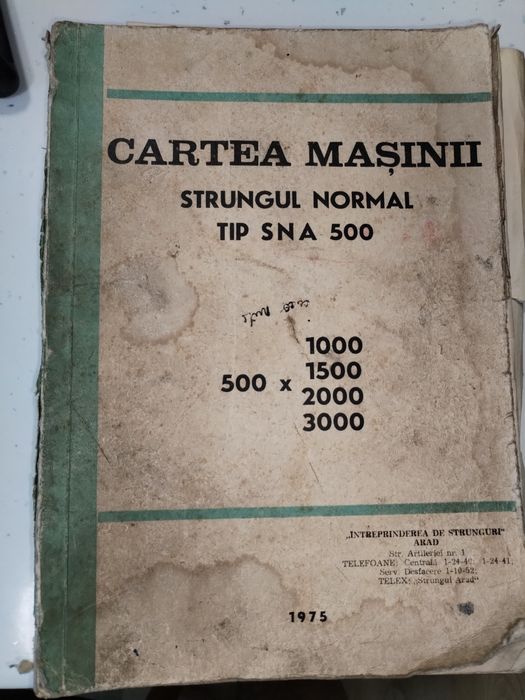 CARTEA MAȘINII
STRUNGUL NORMAL
TIP SNA 500
500 x
1000
1500
2000
3000
„INTREPRINDEREA DE STRUNGURI"
ARAD
Str. Artileriei nr. 1
TELEFOANE: Centrală 1-24-40; 1-24-41;
Serv. Desfacere 1-10-52;
TELEX: „Strungul Arad"
1975